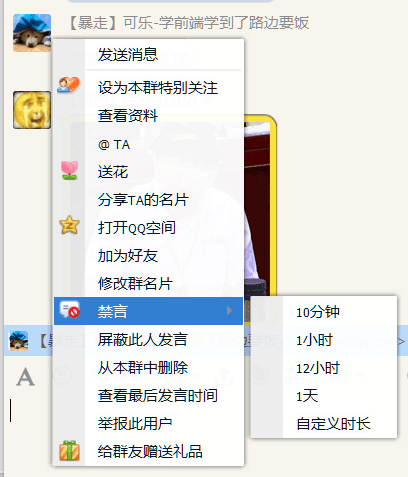 【暴走】可乐-学前端学到了路边要饭
发送消息
设为本群特别关注
查看资料
@ TA
送花
分享TA的名片
打开QQ空间
加为好友
修改群名片
禁言
屏蔽此人发言
从本群中删除
查看最后发言时间
举报此用户
给群友赠送礼品
10分钟
1小时
12小时
1天
自定义时长
【暴
A